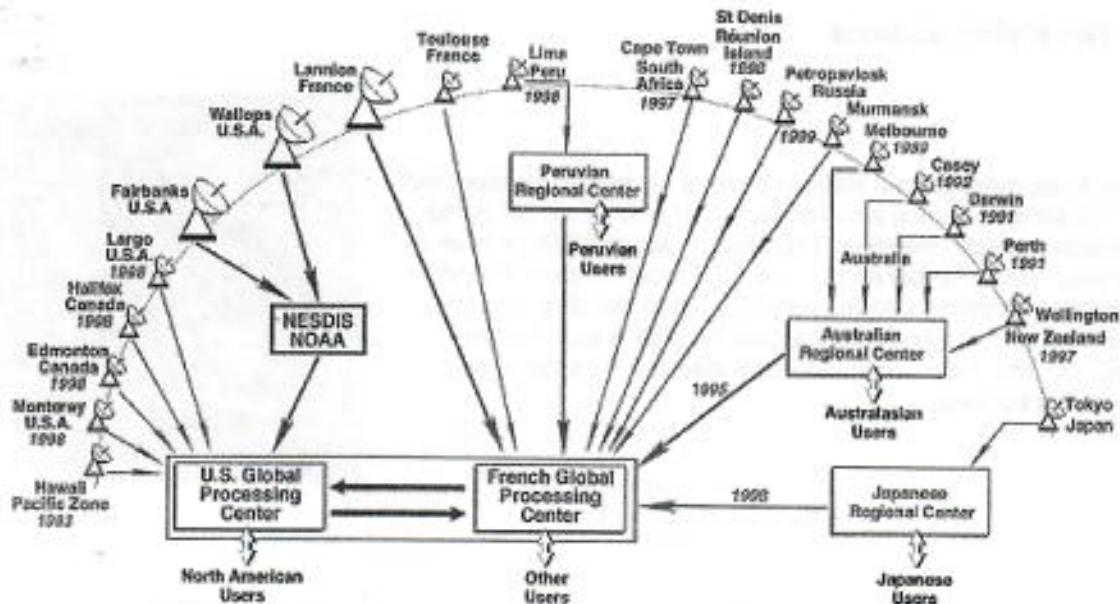 Hawaii
Pacific Zone
1983
Monterey
U.S.A.
1998
Edmonton
Canada
1998
Halifax
Canada
1998
Largo
U.S.A.
1998
Fairbanks
U.S.A
Wallops
U.S.A.
Lannion
France
Toulouse
France
Lima
Peru
1998
Cape Town
South
Africa
1997
St Denis
Réunion
Island
1998
Petropavlosk
Russia
1999
Murmansk
Melbourne
1989
Casey
1992
Darwin
1991
Perth
1991
Australia
Wellington
New Zealand
1997
Tokyo
Japan
Peruvian
Regional Center
Peruvian
Users
NESDIS
NOAA
Australian
Regional Center
Australasian
Users
1995
U.S. Global
Processing
Center
French Global
Processing
Center
1998
Japanese
Regional Center
North American
Users
Other
Users
Japanese
Users